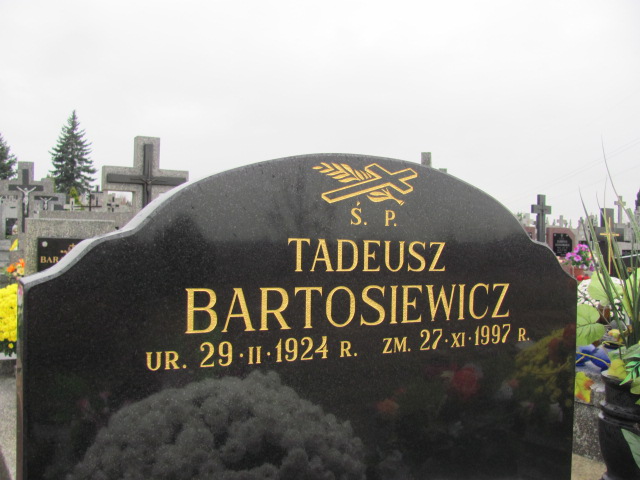 Ś. P.
TADEUSZ
BARTOSIEWICZ
UR. 29·II·1924 R. ZM. 27·XI·1997 R.